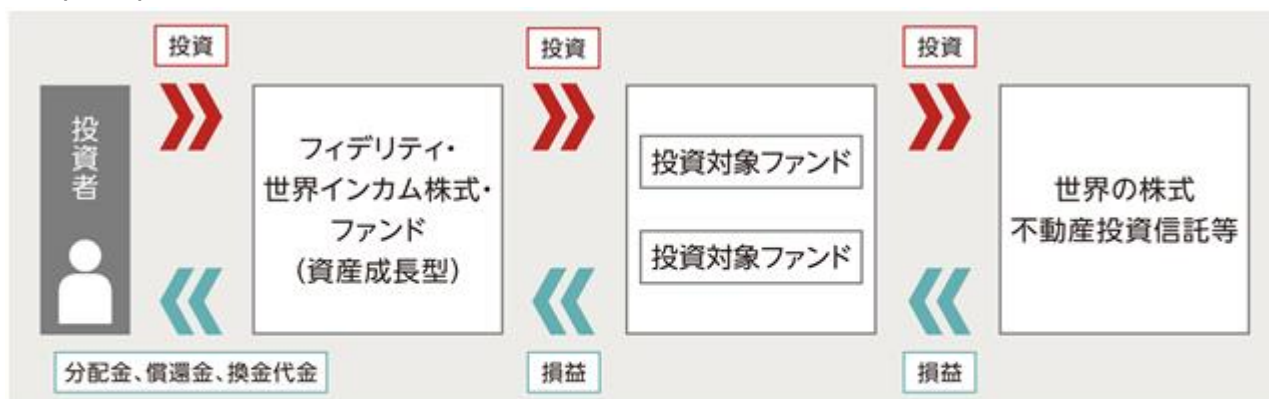 投資
投資
投資
投資者
フィデリティ・
世界インカム株式・
ファンド
（資産成長型）
投資対象ファンド
投資対象ファンド
世界の株式
不動産投資信託等
分配金、償還金、換金代金
損益
損益